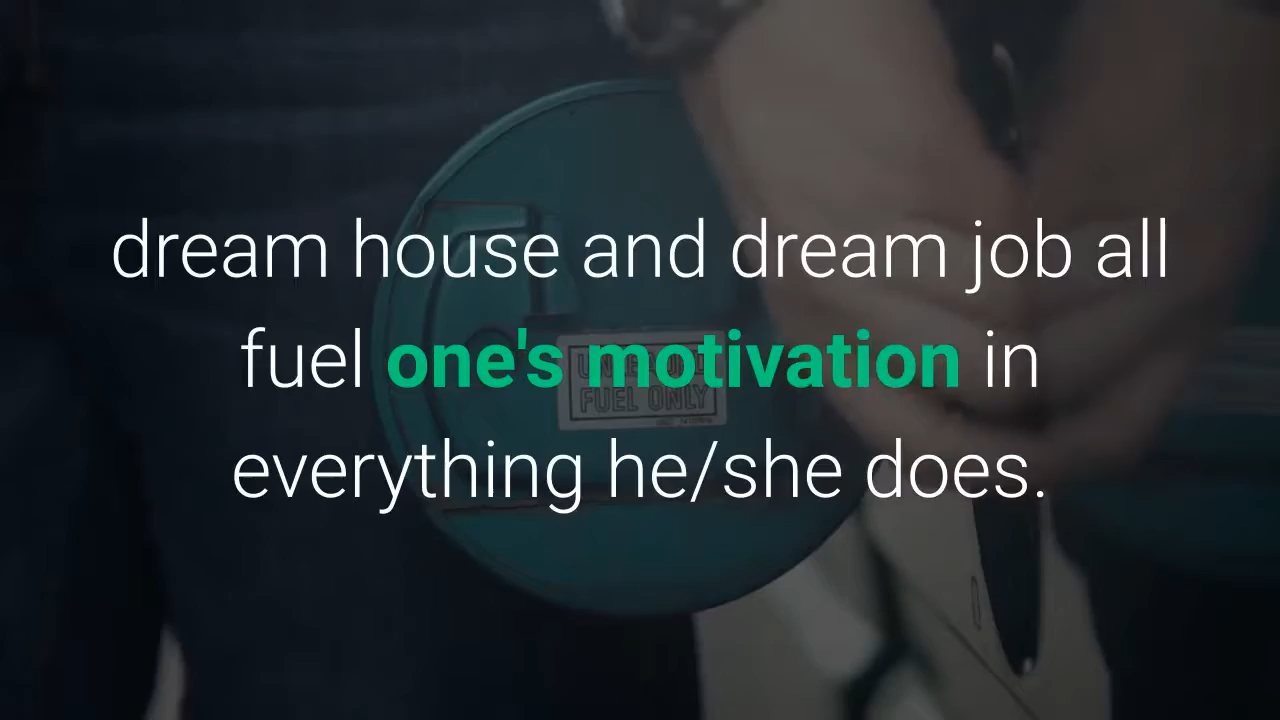 dream house and dream job all
fuel one's motivation in
everything he/she does.
FUEL ONLY